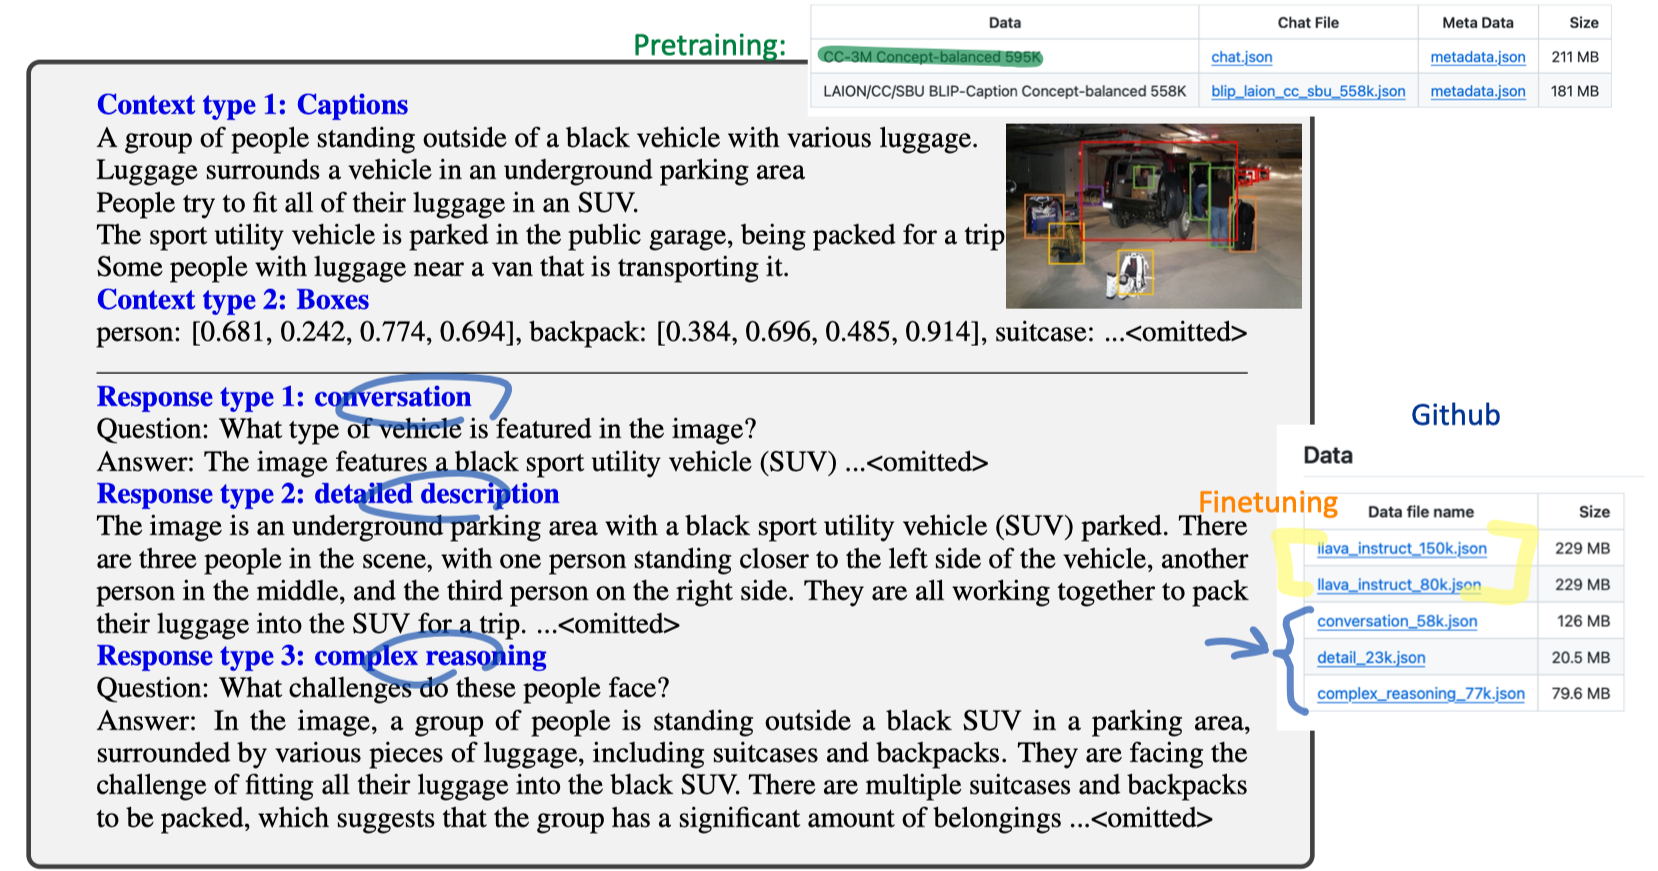 Pretraining:
Data Chat File Meta Data Size
CC-3M Concept-balanced 595K chat.json metadata.json 211 MB
LAION/CC/SBU BLIP-Caption Concept-balanced 558K blip_laion_cc_sbu_558k.json metadata.json 181 MB
Context type 1: Captions
A group of people standing outside of a black vehicle with various luggage.
Luggage surrounds a vehicle in an underground parking area
People try to fit all of their luggage in an SUV.
The sport utility vehicle is parked in the public garage, being packed for a trip
Some people with luggage near a van that is transporting it.
Context type 2: Boxes
person: [0.681, 0.242, 0.774, 0.694], backpack: [0.384, 0.696, 0.485, 0.914], suitcase: ...<omitted>
Response type 1: conversation
Question: What type of vehicle is featured in the image?
Answer: The image features a black sport utility vehicle (SUV) ...<omitted>
Response type 2: detailed description
The image is an underground parking area with a black sport utility vehicle (SUV) parked. There
are three people in the scene, with one person standing closer to the left side of the vehicle, another
person in the middle, and the third person on the right side. They are all working together to pack
their luggage into the SUV for a trip. ...<omitted>
Response type 3: complex reasoning
Question: What challenges do these people face?
Answer: In the image, a group of people is standing outside a black SUV in a parking area,
surrounded by various pieces of luggage, including suitcases and backpacks. They are facing the
challenge of fitting all their luggage into the black SUV. There are multiple suitcases and backpacks
to be packed, which suggests that the group has a significant amount of belongings ...<omitted>
Github
Data
Finetuning
Data file name Size
llava_instruct_150k.json 229 MB
llava_instruct_80k.json 229 MB
conversation_58k.json 126 MB
detail_23k.json 20.5 MB
complex_reasoning_77k.json 79.6 MB